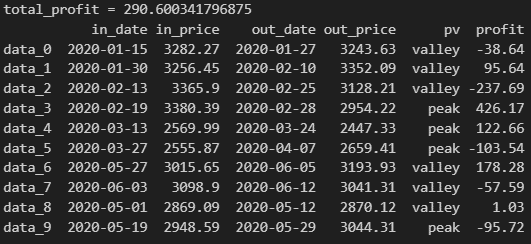 total_profit = 290.600341796875
in_date in_price out_date out_price pv profit
data_0 2020-01-15 3282.27 2020-01-27 3243.63 valley -38.64
data_1 2020-01-30 3256.45 2020-02-10 3352.09 valley 95.64
data_2 2020-02-13 3365.9 2020-02-25 3128.21 valley -237.69
data_3 2020-02-19 3380.39 2020-02-28 2954.22 peak 426.17
data_4 2020-03-13 2569.99 2020-03-24 2447.33 peak 122.66
data_5 2020-03-27 2555.87 2020-04-07 2659.41 peak -103.54
data_6 2020-05-27 3015.65 2020-06-05 3193.93 valley 178.28
data_7 2020-06-03 3098.9 2020-06-12 3041.31 valley -57.59
data_8 2020-05-01 2869.09 2020-05-12 2870.12 valley 1.03
data_9 2020-05-19 2948.59 2020-05-29 3044.31 peak -95.72